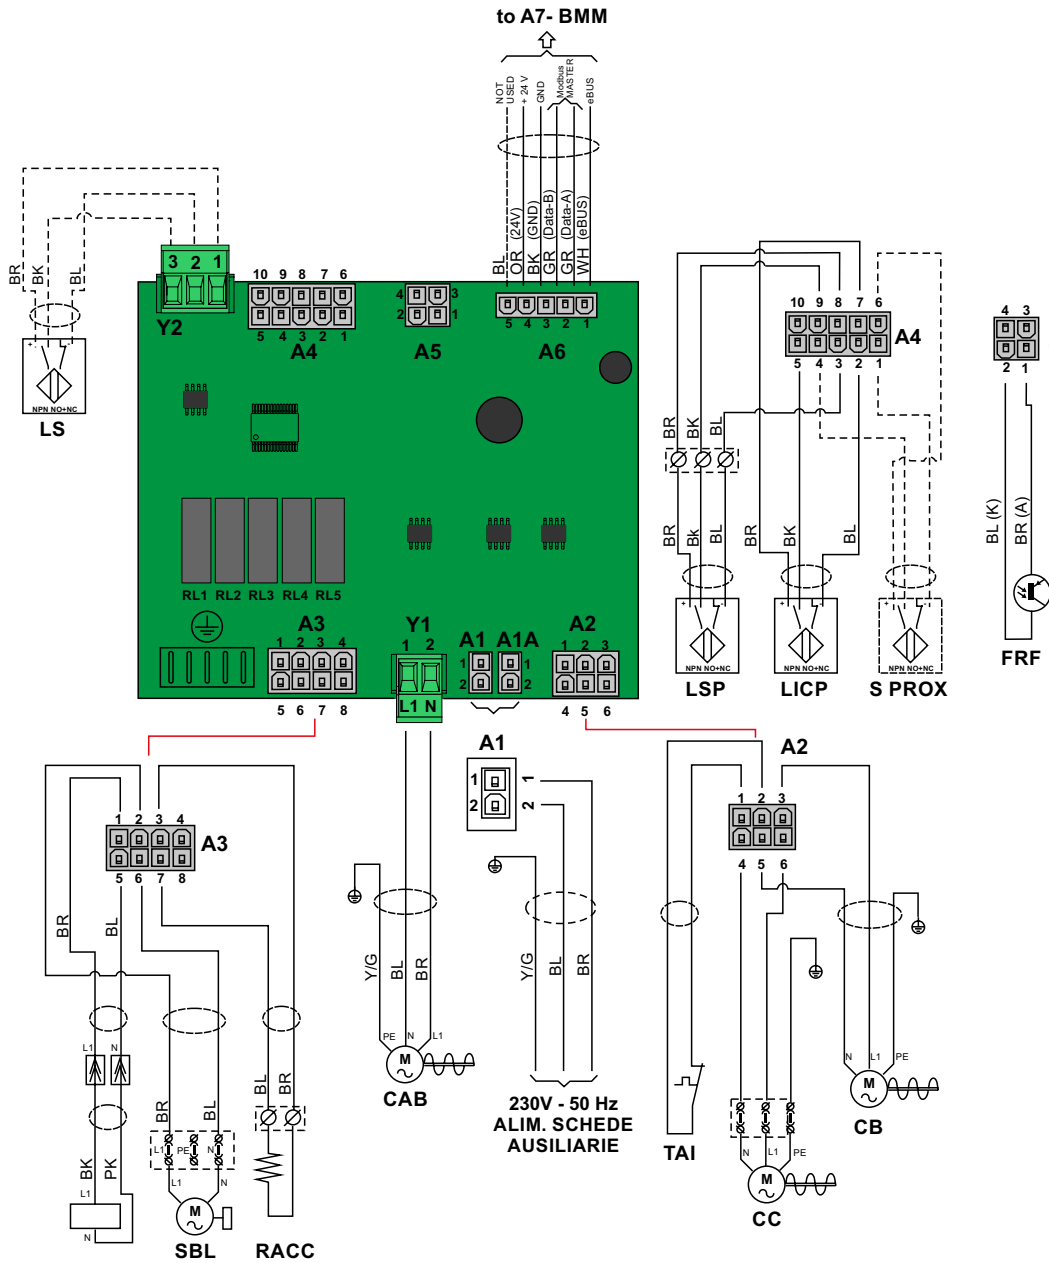 to A7- BMM
NOT USED
+ 24 V
GND
Modbus MASTER
eBUS
BL
OR (24V)
BK (GND)
GR (Data-B)
GR (Data-A)
WH (eBUS)
BR
BK
BL
3 2 1
Y2
10 9 8 7 6
5 4 3 2 1
A4
4 3
2 1
A5
5 4 3 2 1
A6
+ -
NPN NO+NC
LS
RL1 RL2 RL3 RL4 RL5
A3
1 2 3 4
5 6 7 8
Y1
1 2
L1 N
A1 A1A
1 1
2 2
A2
1 2 3
4 5 6
10 9 8 7 6
5 4 3 2 1
A4
BR
BK
BL
BR
Bk
BL
BR
BK
BL
+ -
NPN NO+NC
LSP
+ -
NPN NO+NC
LICP
+ -
NPN NO+NC
S PROX
4 3
2 1
BL (K)
BR (A)
FRF
1 2 3 4
5 6 7 8
A3
BR
BL
L1 N
BK
PK
L1
N
BR
BL
L1 PE N
L1 N
M
SBL
BL
BR
RACC
Y/G
BL
BR
PE N L1
M
CAB
A1
1 1
2 2
Y/G
BL
BR
230V - 50 Hz
ALIM. SCHEDE
AUSILIARIE
A2
1 2 3
4 5 6
TAI
N L1 PE
M
CC
N L1 PE
M
CB